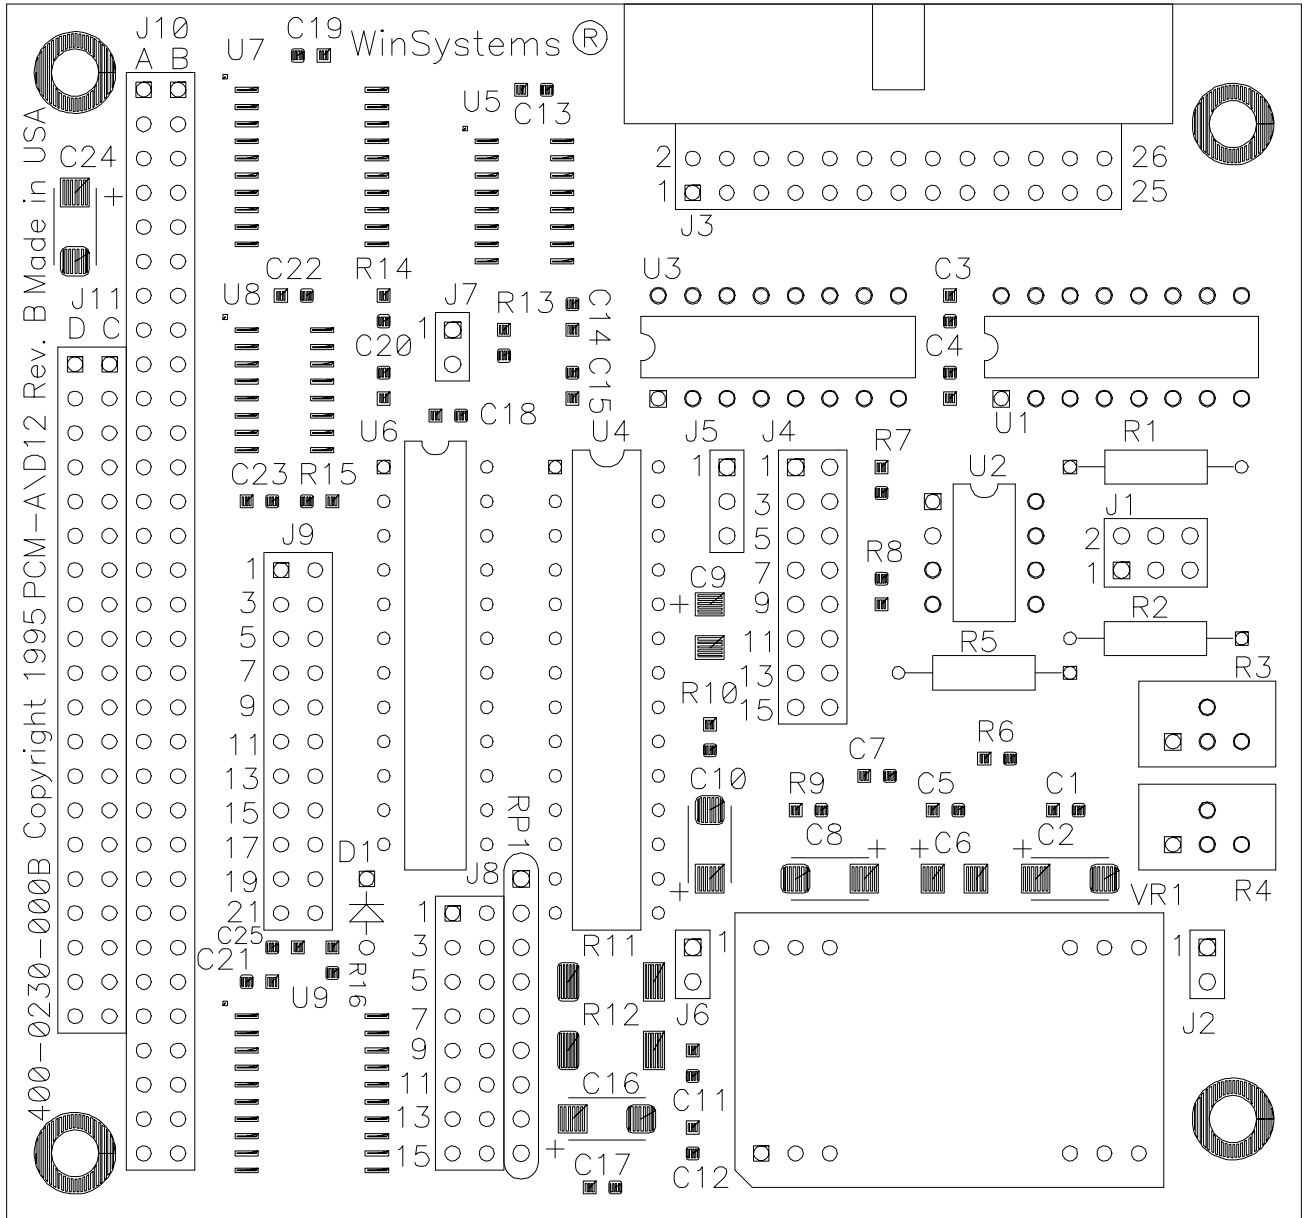 J10
A B
U7
C19
WinSystems ®
U5
C13
C24
+
2 26
1 25
J3
C22
R14
U8
J7
1
R13
C14
C20
C15
C18
U3
C3
C4
U1
J11
D C
400-0230-000B Copyright 1995 PCM-A\D12 Rev. B Made in USA
U6
U4
J5
1
J4
1
3
5
7
9
11
13
15
R7
U2
R1
J1
2
1
R8
C23 R15
J9
1
3
5
7
9
11
13
15
17
19
21
C9
+
R2
R5
R3
R10
R6
C7
C10
+
R9
C5
C1
C8
+
+ C6
+ C2
R4
VR1
RP1
D1
J8
1
3
5
7
9
11
13
15
C25
C21
R16
U9
R11
R12
J6
1
1
J2
C16
+
C11
C17
C12